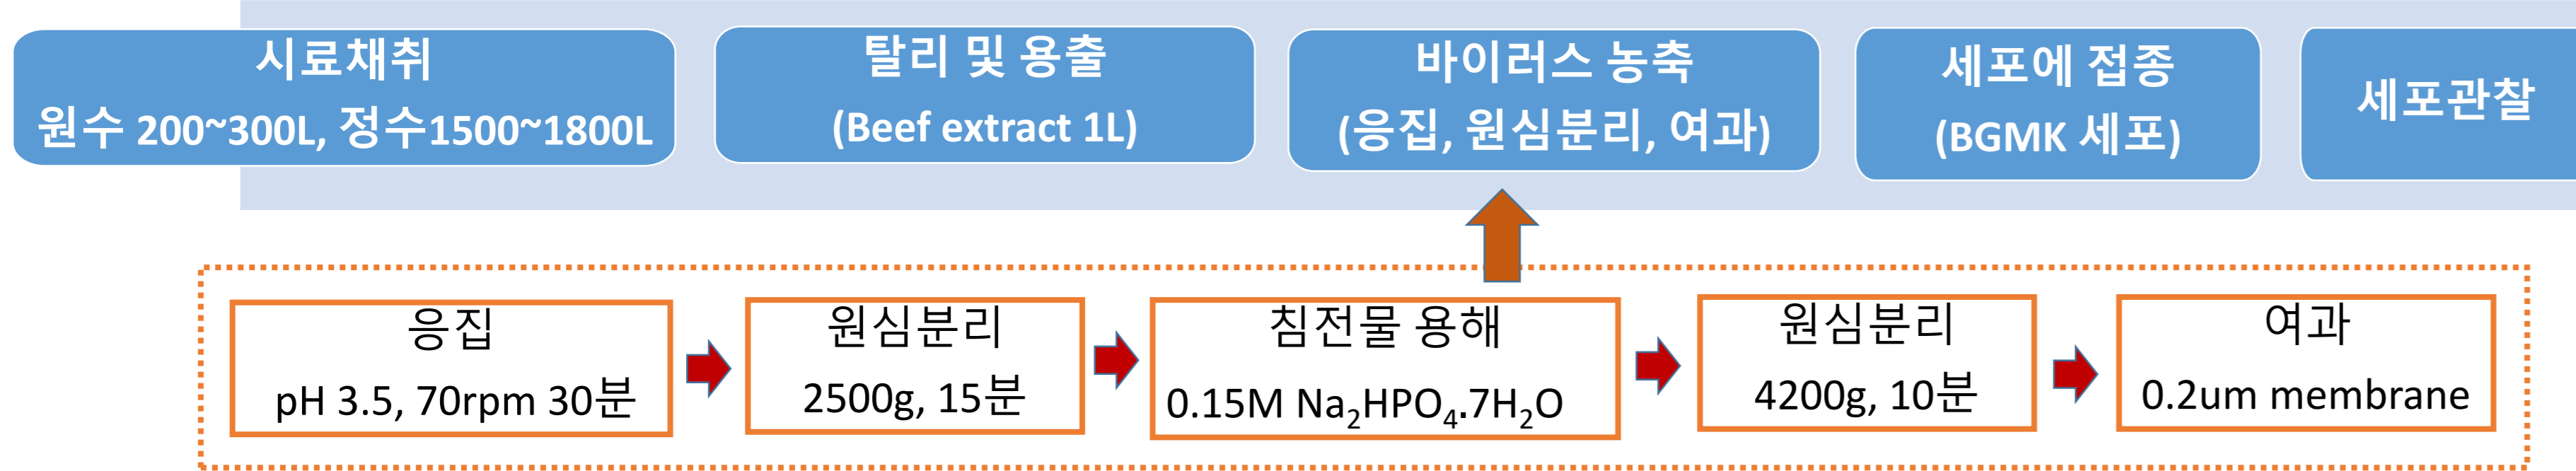 시료채취
원수 200~300L, 정수1500~1800L
탈리 및 용출
(Beef extract 1L)
바이러스 농축
(응집, 원심분리, 여과)
세포에 접종
(BGMK 세포)
세포관찰
응집
pH 3.5, 70rpm 30분
원심분리
2500g, 15분
침전물 용해
0.15M Na₂HPO₄.7H₂O
원심분리
4200g, 10분
여과
0.2um membrane